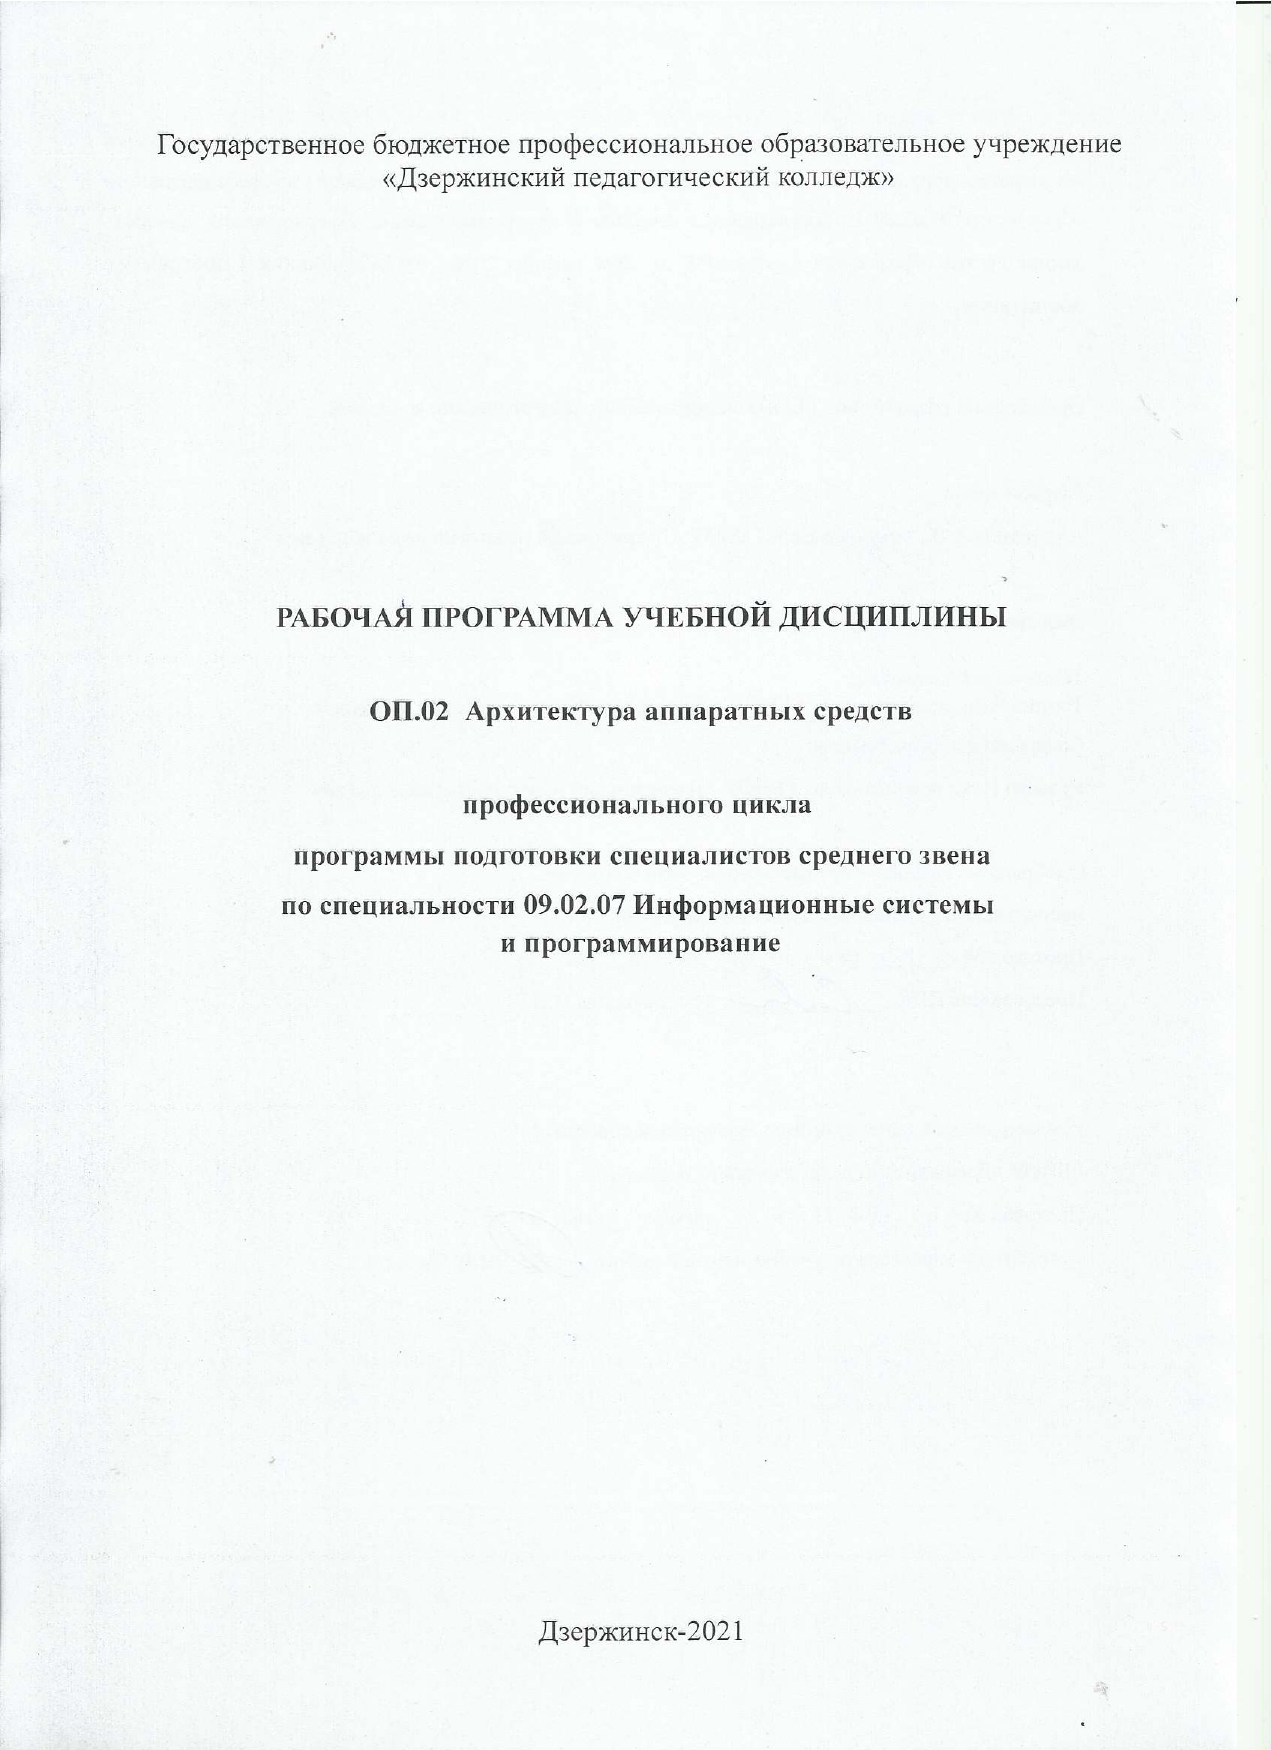 Государственное бюджетное профессиональное образовательное учреждение
«Дзержинский педагогический колледж»
РАБОЧАЯ ПРОГРАММА УЧЕБНОЙ ДИСЦИПЛИНЫ
ОП.02 Архитектура аппаратных средств
профессионального цикла
программы подготовки специалистов среднего звена
по специальности 09.02.07 Информационные системы
и программирование
Дзержинск-2021